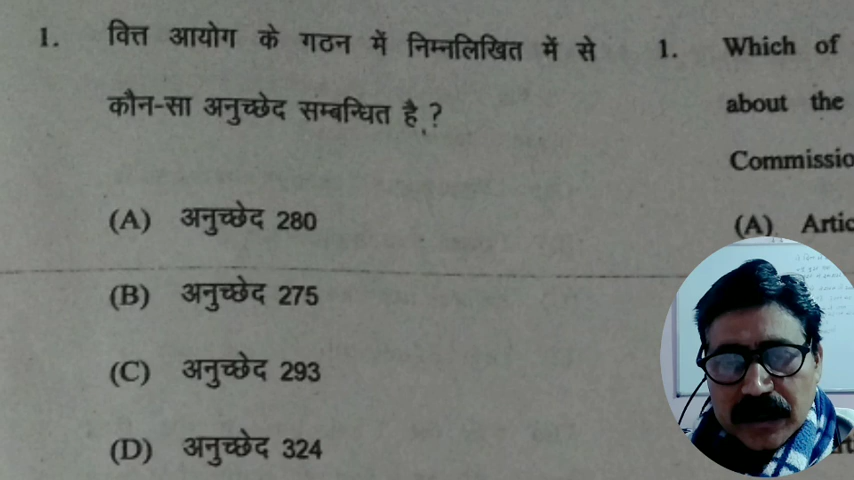 1. वित्त आयोग के गठन में निम्नलिखित में से
कौन-सा अनुच्छेद सम्बन्धित है ?
(A) अनुच्छेद 280
(B) अनुच्छेद 275
(C) अनुच्छेद 293
(D) अनुच्छेद 324
1. Which of
about the
Commissio
(A) Artic